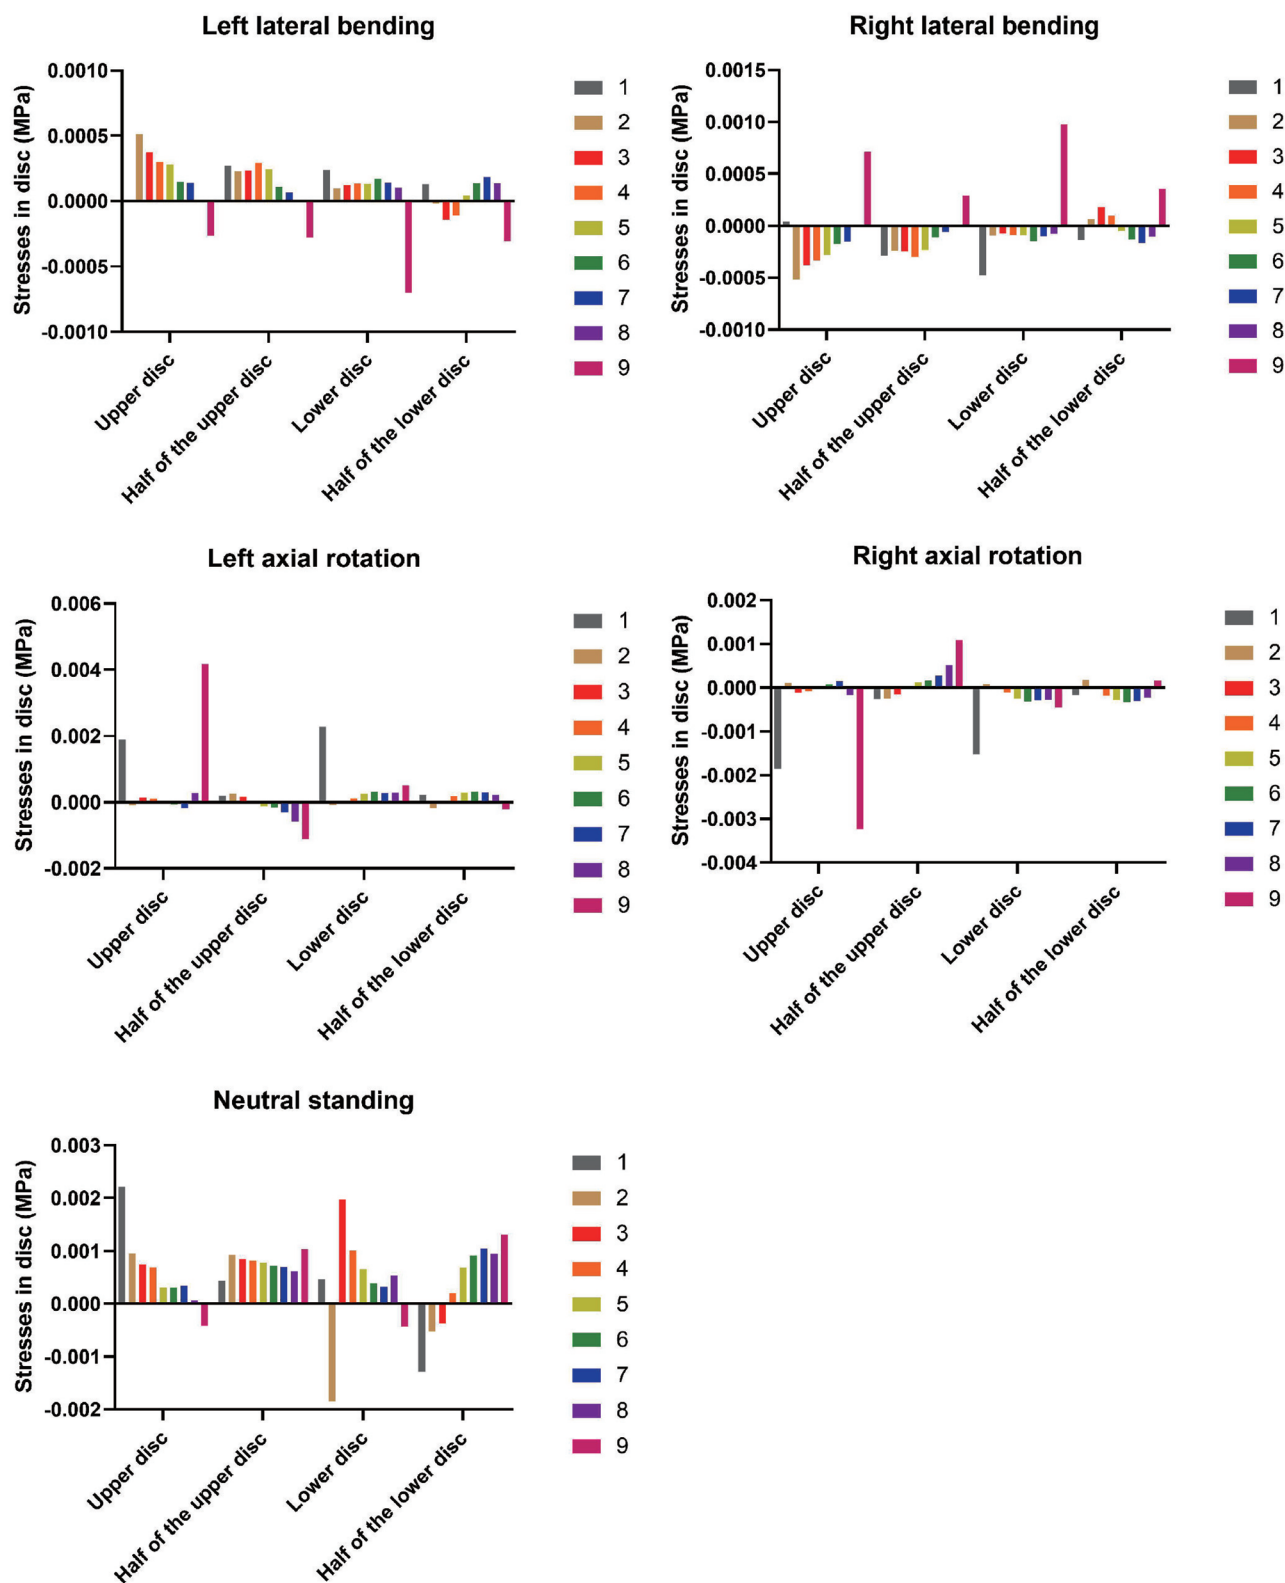 Left lateral bending
Stresses in disc (MPa)
0.0010
0.0005
0.0000
-0.0005
-0.0010
Upper disc
Half of the upper disc
Lower disc
Half of the lower disc
1
2
3
4
5
6
7
8
9
Right lateral bending
Stresses in disc (MPa)
0.0015
0.0010
0.0005
0.0000
-0.0005
-0.0010
Upper disc
Half of the upper disc
Lower disc
Half of the lower disc
1
2
3
4
5
6
7
8
9
Left axial rotation
Stresses in disc (MPa)
0.006
0.004
0.002
0.000
-0.002
Upper disc
Half of the upper disc
Lower disc
Half of the lower disc
1
2
3
4
5
6
7
8
9
Right axial rotation
Stresses in disc (MPa)
0.002
0.001
0.000
-0.001
-0.002
-0.003
-0.004
Upper disc
Half of the upper disc
Lower disc
Half of the lower disc
1
2
3
4
5
6
7
8
9
Neutral standing
Stresses in disc (MPa)
0.003
0.002
0.001
0.000
-0.001
-0.002
Upper disc
Half of the upper disc
Lower disc
Half of the lower disc
1
2
3
4
5
6
7
8
9